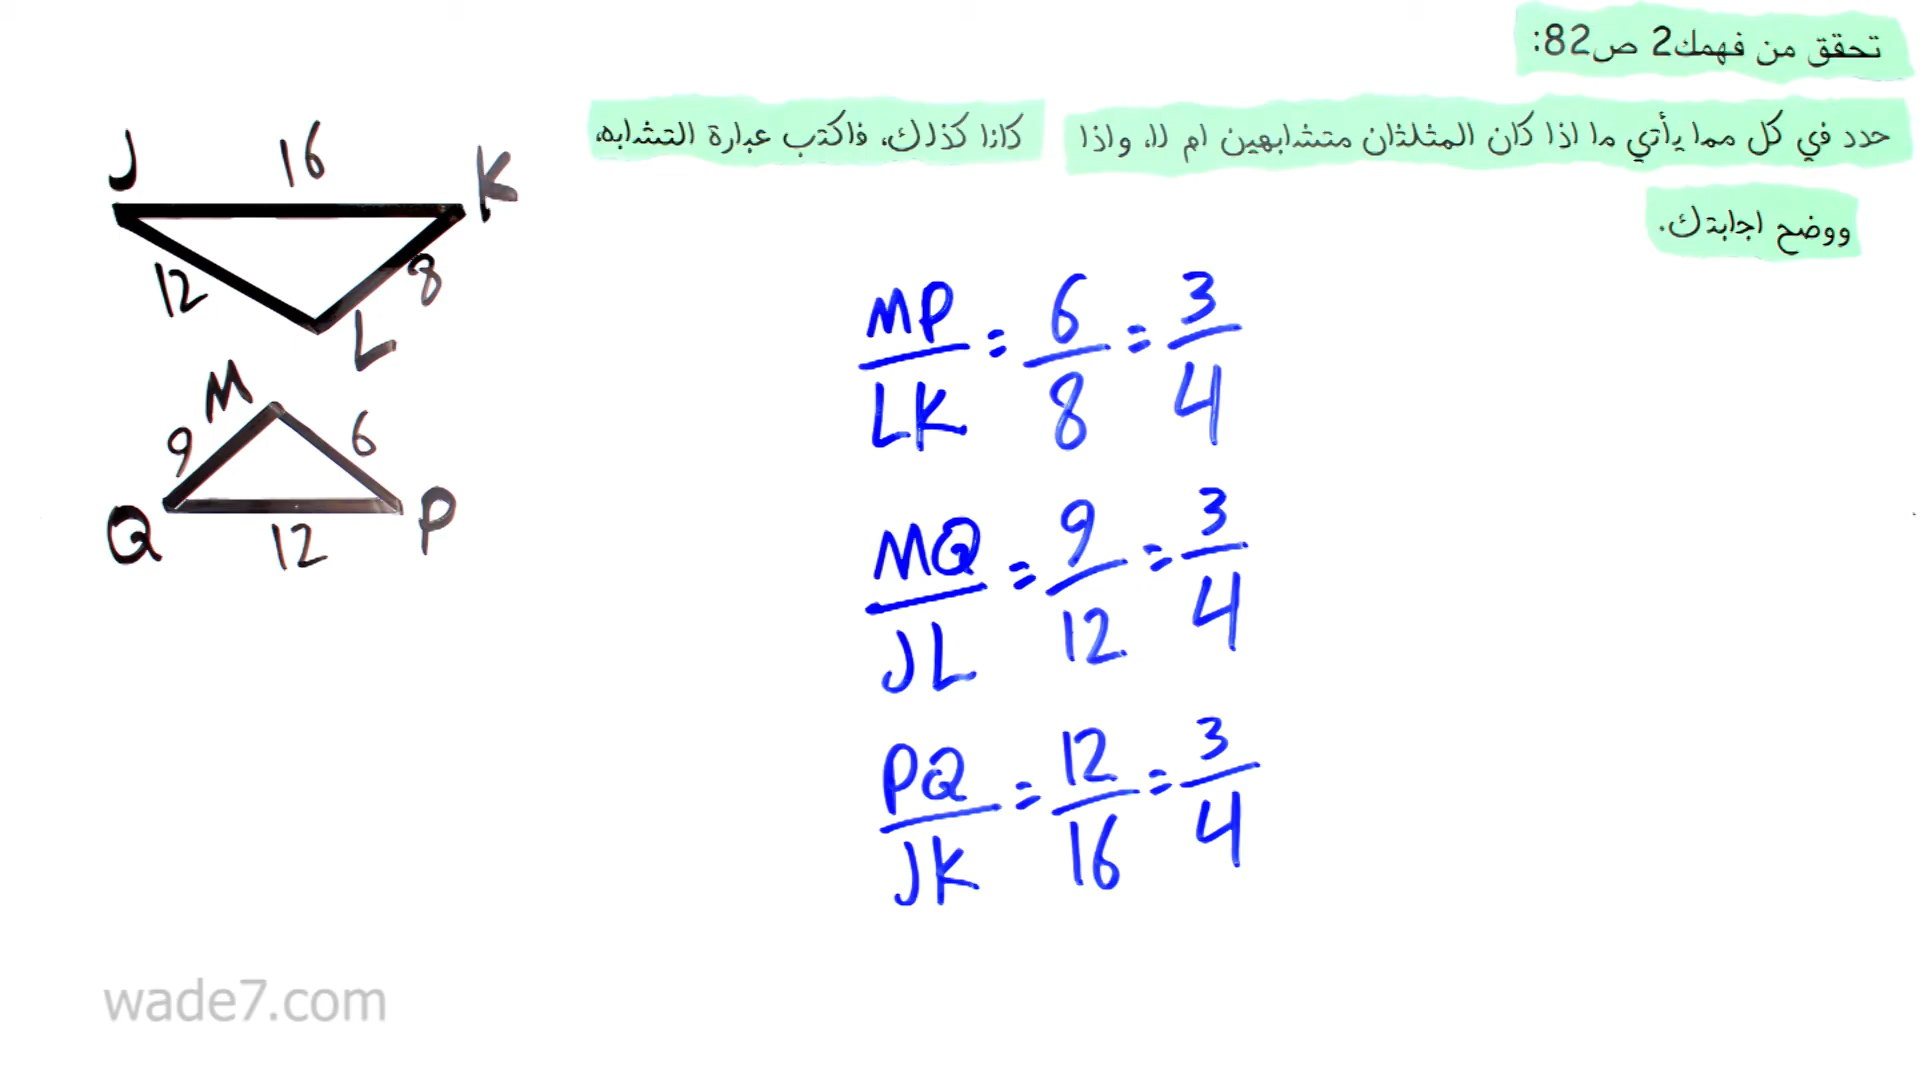 تحقق من فهمك2 ص82:
حدد في كل مما يأتي ما اذا كان المثلثان متشابهين ام لا، واذا كانا كذلك، فاكتب عبارة التشابه،
ووضح اجابتك.
J 16 K
12 8
L
M
9 6
Q 12 P
MP/LK = 6/8 = 3/4
MQ/JL = 9/12 = 3/4
PQ/JK = 12/16 = 3/4
wade7.com